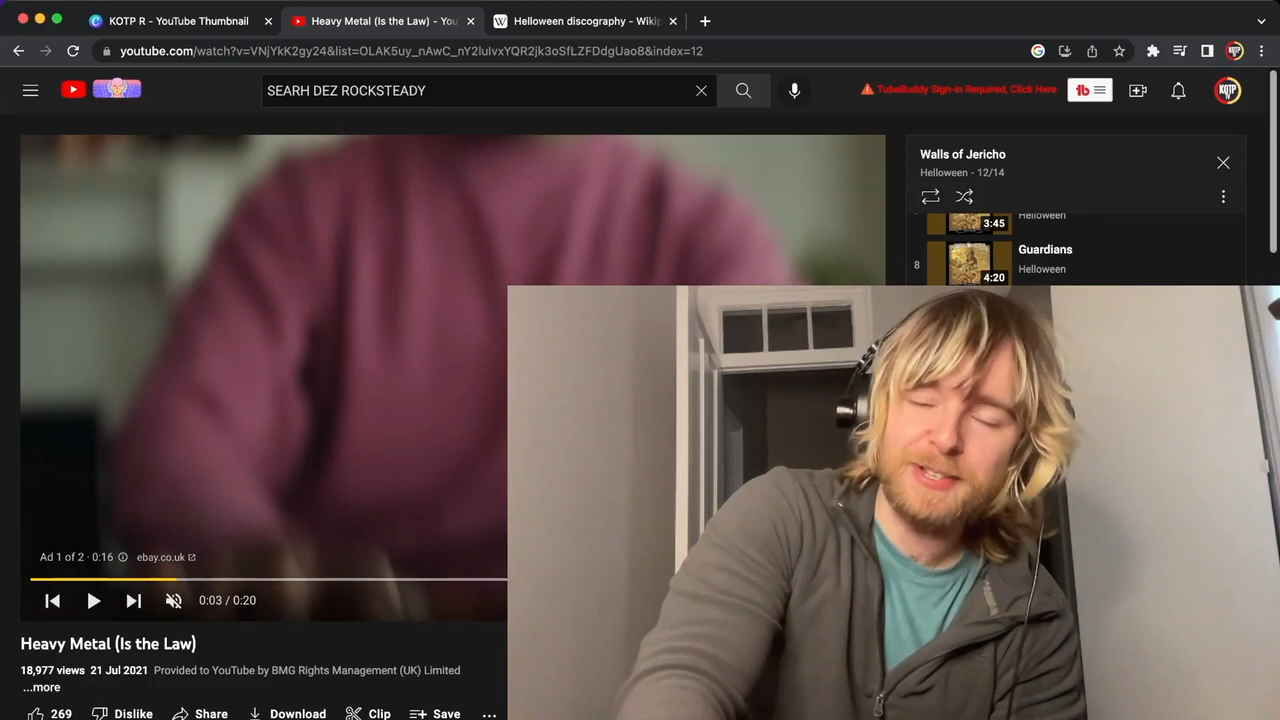 KOTP R - YouTube Thumbnail
Heavy Metal (Is the Law) - You
Helloween discography - Wikip
youtube.com/watch?v=VNjYkK2gy24&list=OLAK5uy_nAwC_nY2luIvxYQR2jk3oSfLZFDdgUao8&index=12
SEARH DEZ ROCKSTEADY
TubeBuddy Sign-in Required, Click Here
tb
KOTP
Walls of Jericho
Helloween - 12/14
3:45
Helloween
8
4:20
Guardians
Helloween
Ad 1 of 2 · 0:16
ebay.co.uk
0:03 / 0:20
Heavy Metal (Is the Law)
18,977 views 21 Jul 2021 Provided to YouTube by BMG Rights Management (UK) Limited
...more
269
Dislike
Share
Download
Clip
Save